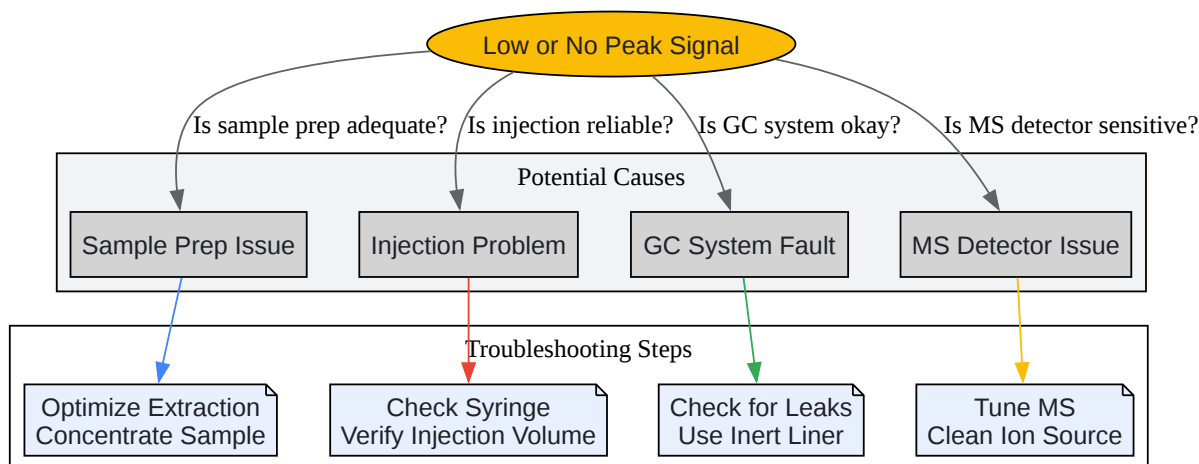 Low or No Peak Signal
Is sample prep adequate?
Is injection reliable?
Is GC system okay?
Is MS detector sensitive?
Potential Causes
Sample Prep Issue
Injection Problem
GC System Fault
MS Detector Issue
Troubleshooting Steps
Optimize Extraction
Concentrate Sample
Check Syringe
Verify Injection Volume
Check for Leaks
Use Inert Liner
Tune MS
Clean Ion Source